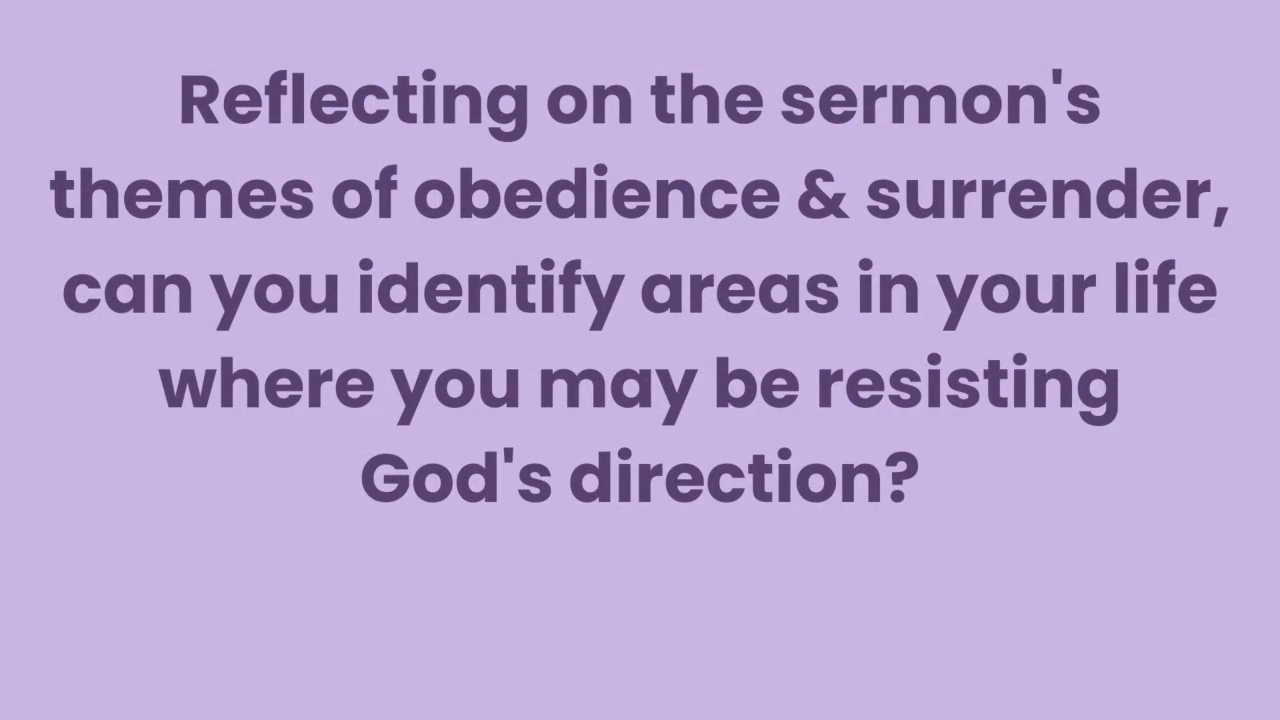 Reflecting on the sermon's
themes of obedience & surrender,
can you identify areas in your life
where you may be resisting
God's direction?